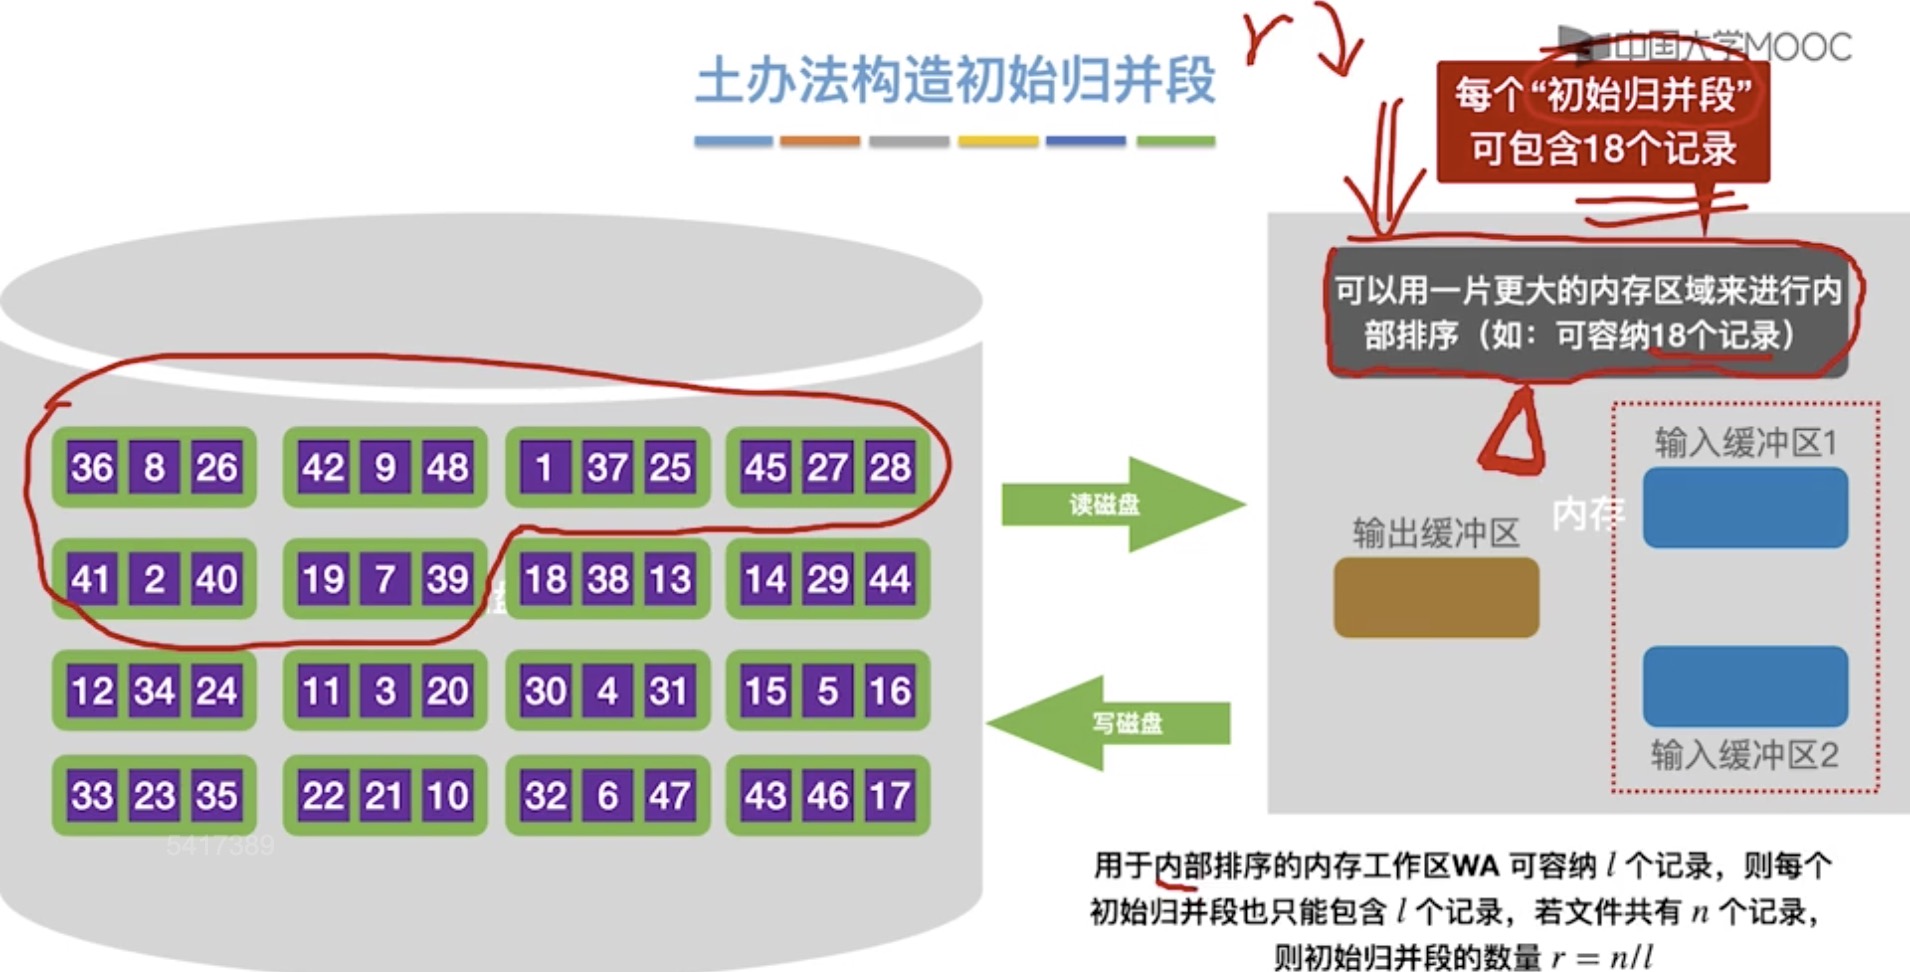 r
中国大学MOOC
土办法构造初始归并段
每个“初始归并段”
可包含18个记录
可以用一片更大的内存区域来进行内
部排序（如：可容纳18个记录）
36 8 26 42 9 48 1 37 25 45 27 28
41 2 40 19 7 39 18 38 13 14 29 44
12 34 24 11 3 20 30 4 31 15 5 16
33 23 35 22 21 10 32 6 47 43 46 17
5417389
读磁盘
写磁盘
输入缓冲区1
内存
输出缓冲区
输入缓冲区2
用于内部排序的内存工作区WA 可容纳 l 个记录，则每个
初始归并段也只能包含 l 个记录，若文件共有 n 个记录，
则初始归并段的数量 r = n/l